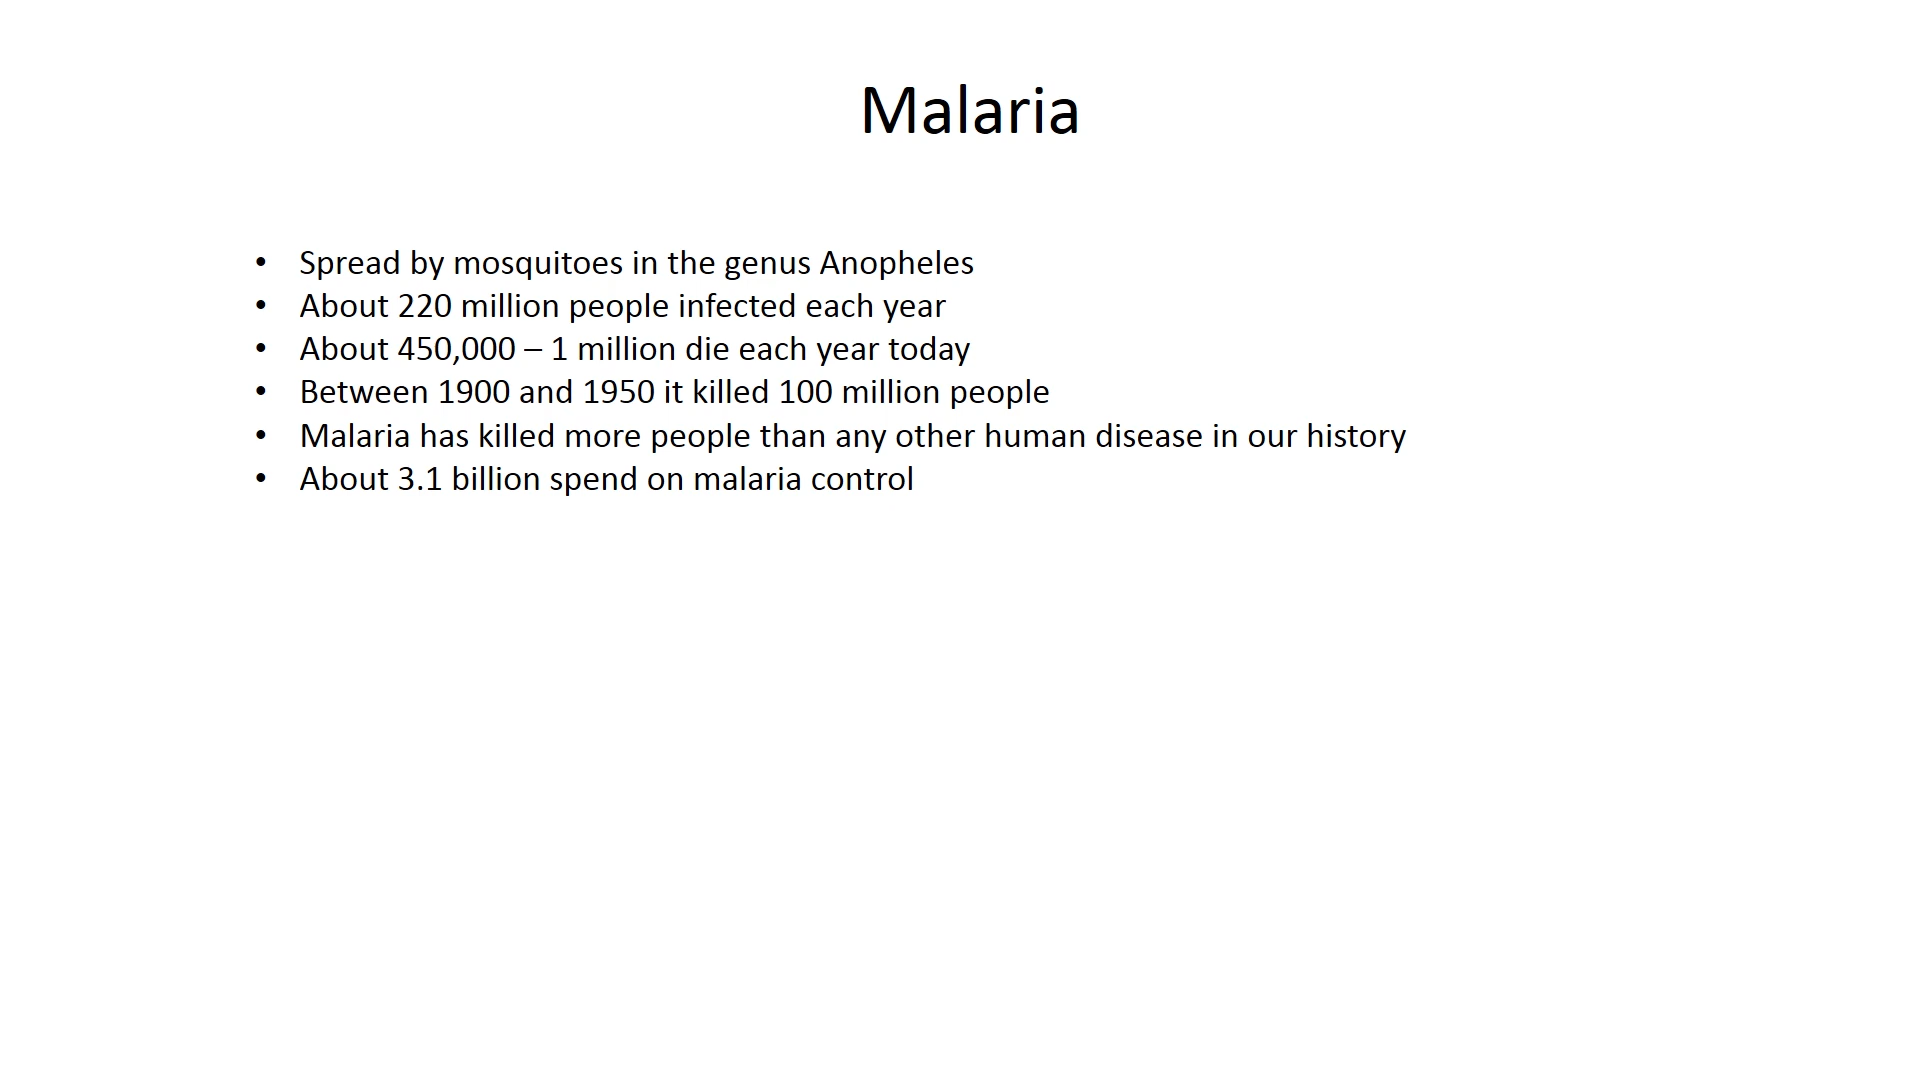 Malaria
• Spread by mosquitoes in the genus Anopheles
• About 220 million people infected each year
• About 450,000 – 1 million die each year today
• Between 1900 and 1950 it killed 100 million people
• Malaria has killed more people than any other human disease in our history
• About 3.1 billion spend on malaria control